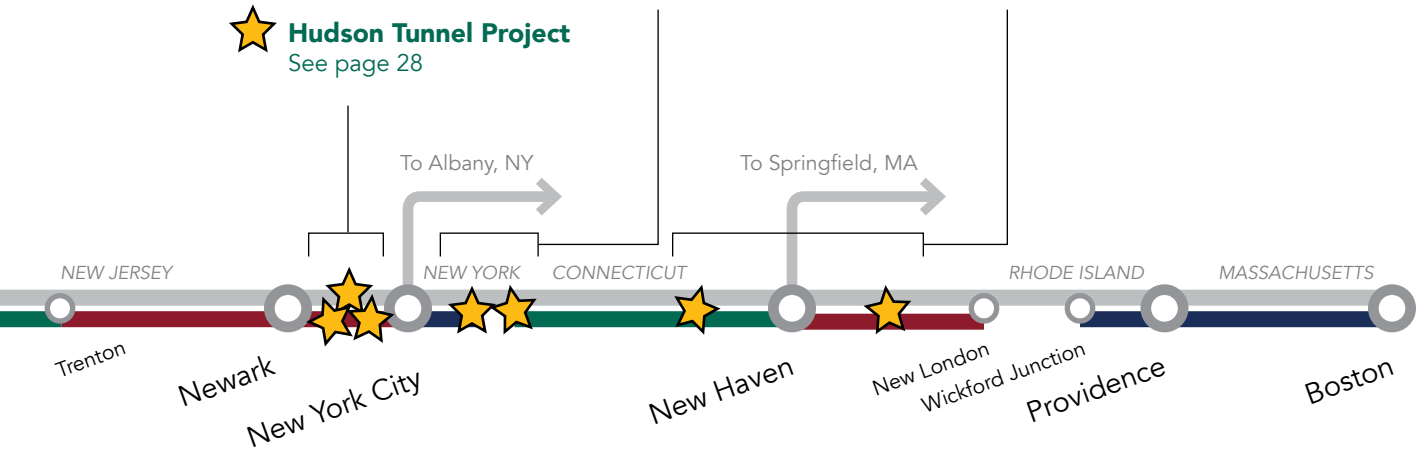 Hudson Tunnel Project
See page 28
To Albany, NY
To Springfield, MA
NEW JERSEY
NEW YORK
CONNECTICUT
RHODE ISLAND
MASSACHUSETTS
Trenton
Newark
New York City
New Haven
New London
Wickford Junction
Providence
Boston